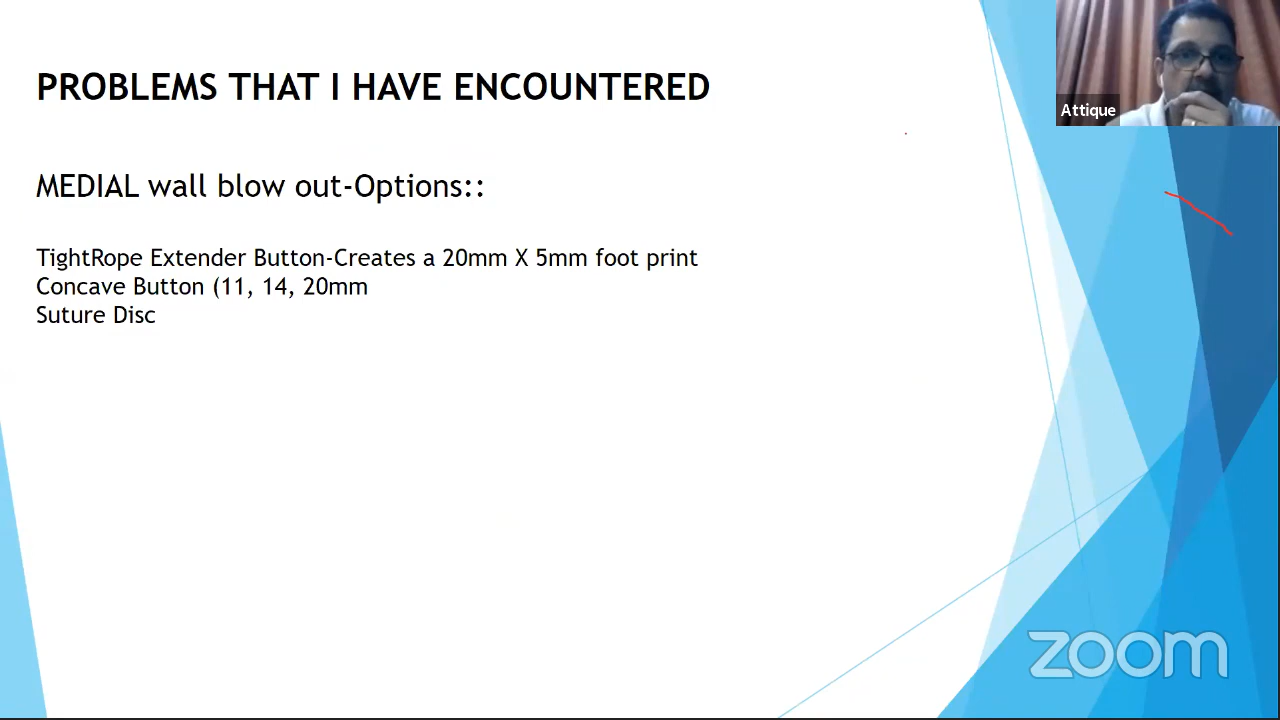 PROBLEMS THAT I HAVE ENCOUNTERED
Attique
MEDIAL wall blow out-Options::
TightRope Extender Button-Creates a 20mm X 5mm foot print
Concave Button (11, 14, 20mm
Suture Disc
zoom